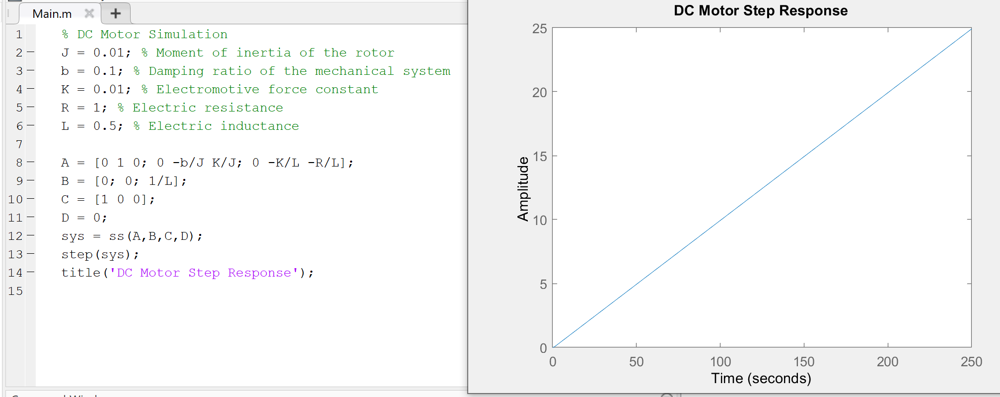 Main.m
1 % DC Motor Simulation
2 J = 0.01; % Moment of inertia of the rotor
3 b = 0.1; % Damping ratio of the mechanical system
4 K = 0.01; % Electromotive force constant
5 R = 1; % Electric resistance
6 L = 0.5; % Electric inductance
7
8 A = [0 1 0; 0 -b/J K/J; 0 -K/L -R/L];
9 B = [0; 0; 1/L];
10 C = [1 0 0];
11 D = 0;
12 sys = ss(A,B,C,D);
13 step(sys);
14 title('DC Motor Step Response');
15
DC Motor Step Response
25
20
15
10
5
0
Amplitude
0 50 100 150 200 250
Time (seconds)